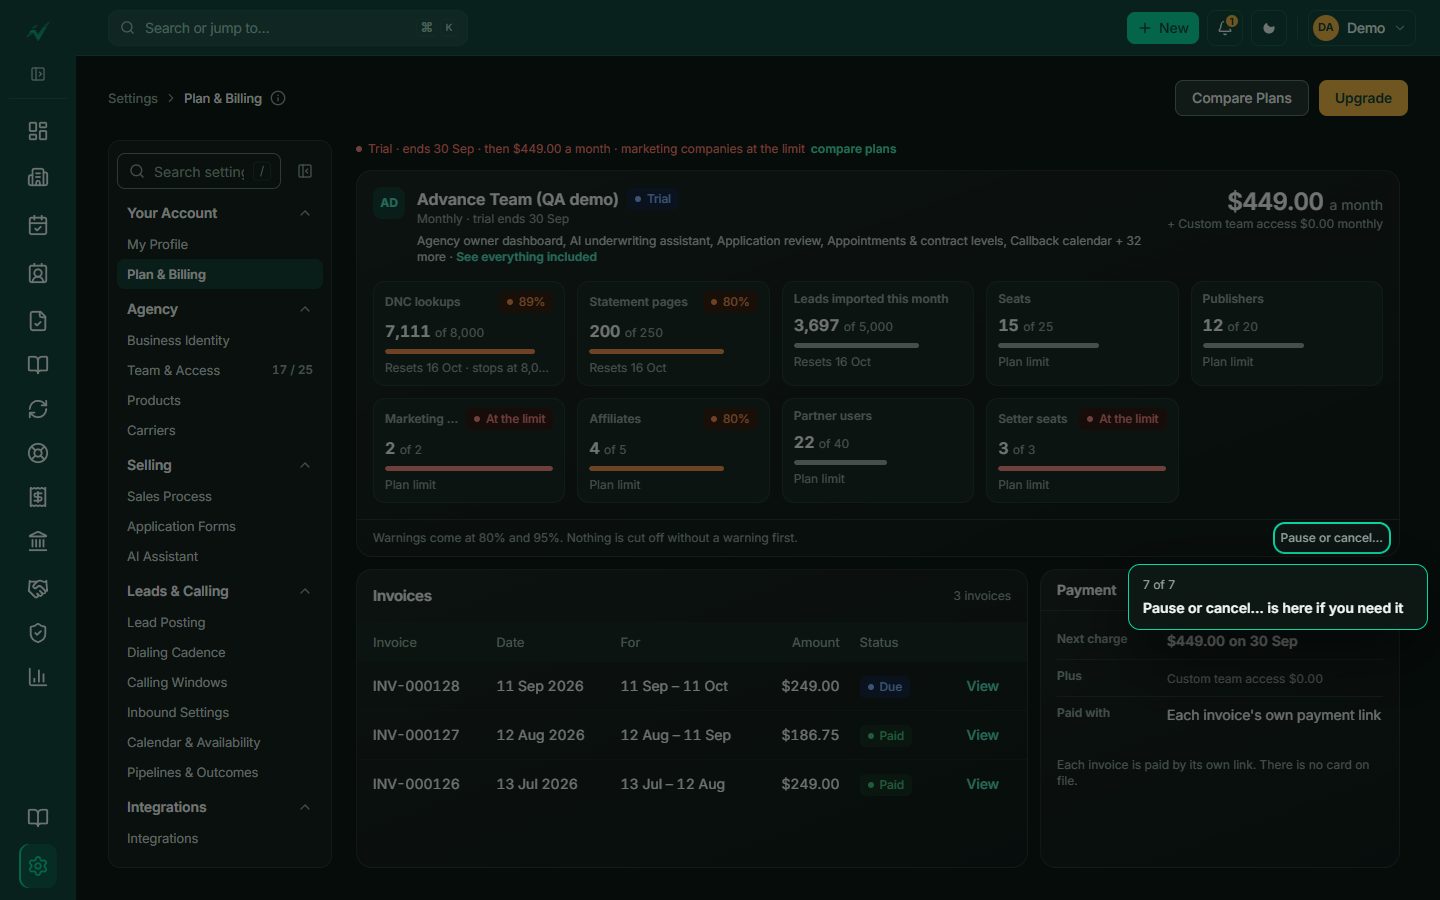 Search or jump to...
⌘ K
+ New
1
DA
Demo
Settings > Plan & Billing
Compare Plans
Upgrade
Search setting
/
Your Account
My Profile
Plan & Billing
Agency
Business Identity
Team & Access 17 / 25
Products
Carriers
Selling
Sales Process
Application Forms
AI Assistant
Leads & Calling
Lead Posting
Dialing Cadence
Calling Windows
Inbound Settings
Calendar & Availability
Pipelines & Outcomes
Integrations
Integrations
Trial · ends 30 Sep · then $449.00 a month · marketing companies at the limit compare plans
AD
Advance Team (QA demo)
Trial
Monthly · trial ends 30 Sep
$449.00 a month
+ Custom team access $0.00 monthly
Agency owner dashboard, AI underwriting assistant, Application review, Appointments & contract levels, Callback calendar + 32
more · See everything included
DNC lookups 89%
7,111 of 8,000
Resets 16 Oct · stops at 8,0...
Statement pages 80%
200 of 250
Resets 16 Oct
Leads imported this month
3,697 of 5,000
Resets 16 Oct
Seats
15 of 25
Plan limit
Publishers
12 of 20
Plan limit
Marketing ... At the limit
2 of 2
Plan limit
Affiliates 80%
4 of 5
Plan limit
Partner users
22 of 40
Plan limit
Setter seats At the limit
3 of 3
Plan limit
Warnings come at 80% and 95%. Nothing is cut off without a warning first.
Pause or cancel...
7 of 7
Pause or cancel... is here if you need it
Invoices
3 invoices
Invoice Date For Amount Status
INV-000128 11 Sep 2026 11 Sep – 11 Oct $249.00 Due View
INV-000127 12 Aug 2026 12 Aug – 11 Sep $186.75 Paid View
INV-000126 13 Jul 2026 13 Jul – 12 Aug $249.00 Paid View
Payment
Next charge $449.00 on 30 Sep
Plus Custom team access $0.00
Paid with Each invoice's own payment link
Each invoice is paid by its own link. There is no card on
file.